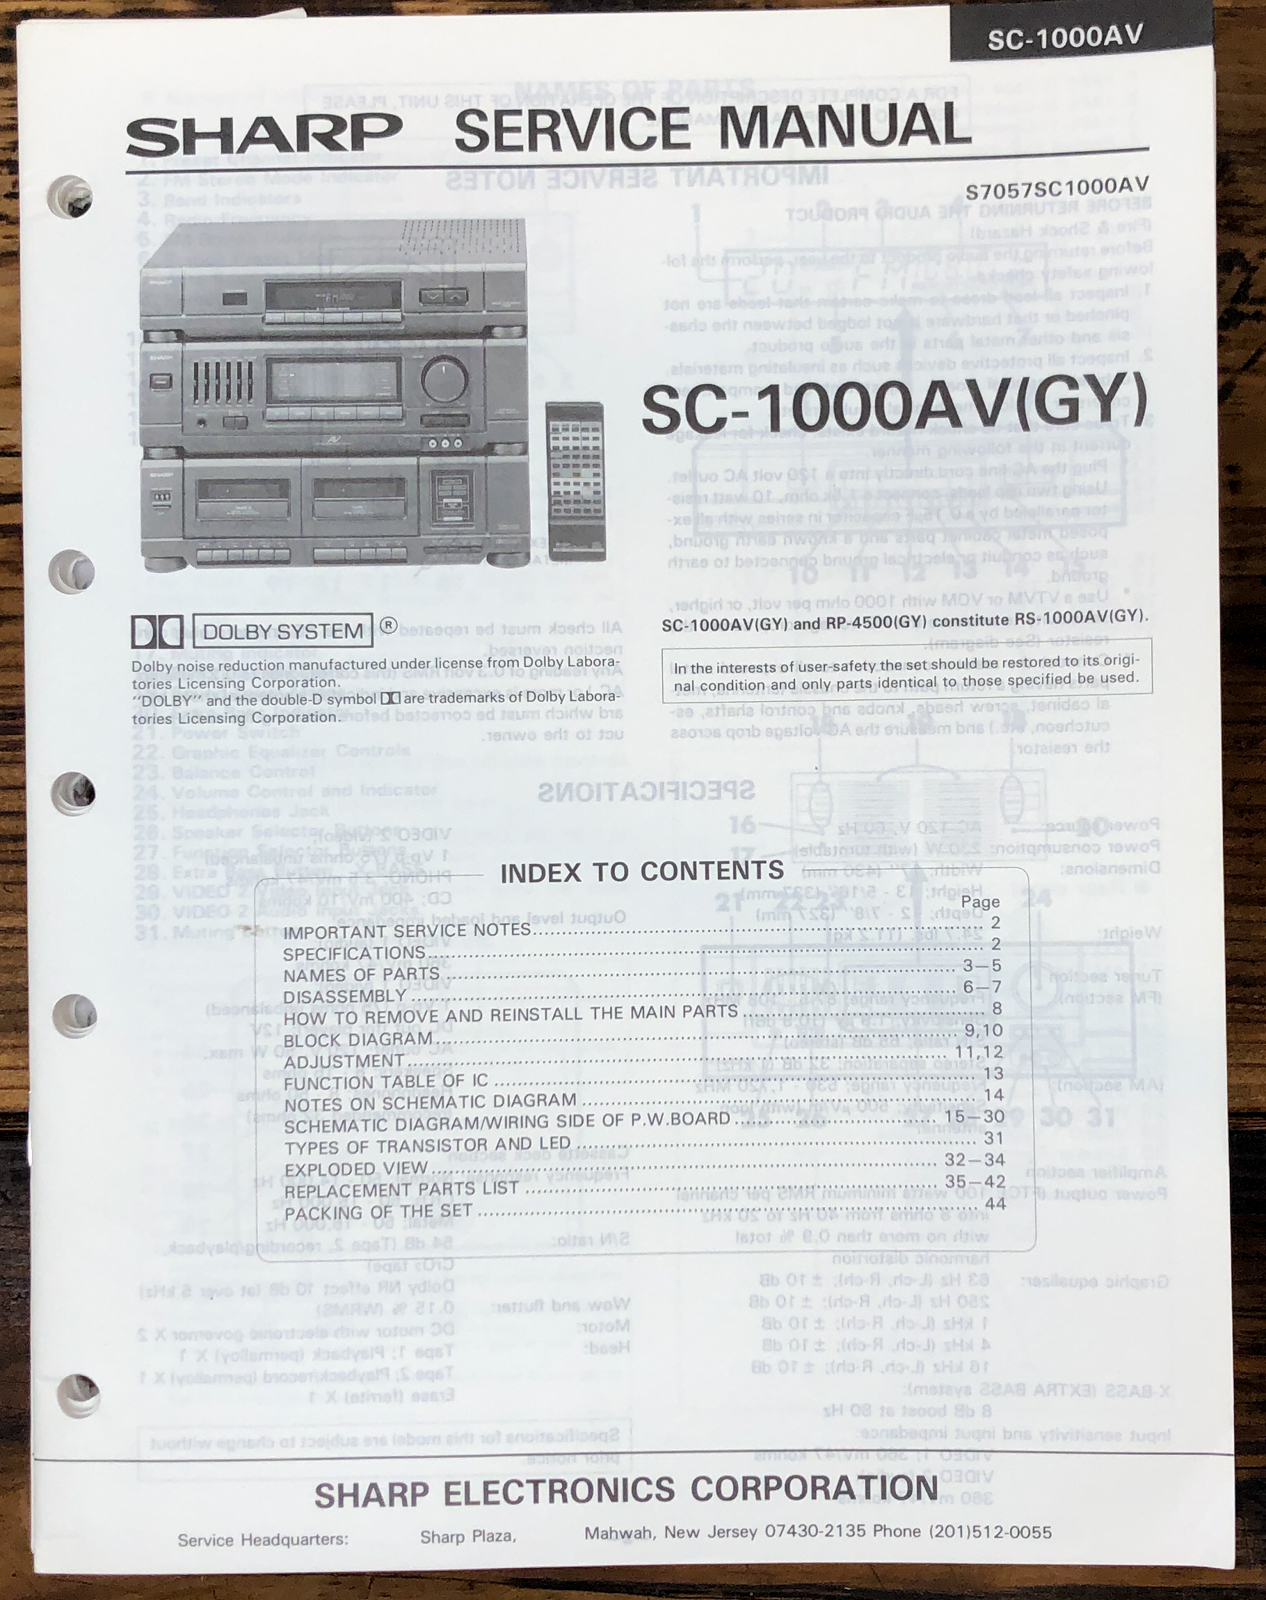 SC-1000AV
SHARP SERVICE MANUAL
S7057SC1000AV
SC-1000AV(GY)
DOLBY SYSTEM ®
Dolby noise reduction manufactured under license from Dolby Labora-
tories Licensing Corporation.
"DOLBY" and the double-D symbol are trademarks of Dolby Labora-
tories Licensing Corporation.
SC-1000AV(GY) and RP-4500(GY) constitute RS-1000AV(GY).
In the interests of user-safety the set should be restored to its origi-
nal condition and only parts identical to those specified be used.
INDEX TO CONTENTS
Page
IMPORTANT SERVICE NOTES 2
SPECIFICATIONS 2
NAMES OF PARTS 3–5
DISASSEMBLY 6–7
HOW TO REMOVE AND REINSTALL THE MAIN PARTS 8
BLOCK DIAGRAM 9,10
ADJUSTMENT 11,12
FUNCTION TABLE OF IC 13
NOTES ON SCHEMATIC DIAGRAM 14
SCHEMATIC DIAGRAM/WIRING SIDE OF P.W.BOARD 15–30
TYPES OF TRANSISTOR AND LED 31
EXPLODED VIEW 32–34
REPLACEMENT PARTS LIST 35–42
PACKING OF THE SET 44
SHARP ELECTRONICS CORPORATION
Service Headquarters: Sharp Plaza, Mahwah, New Jersey 07430-2135 Phone (201)512-0055